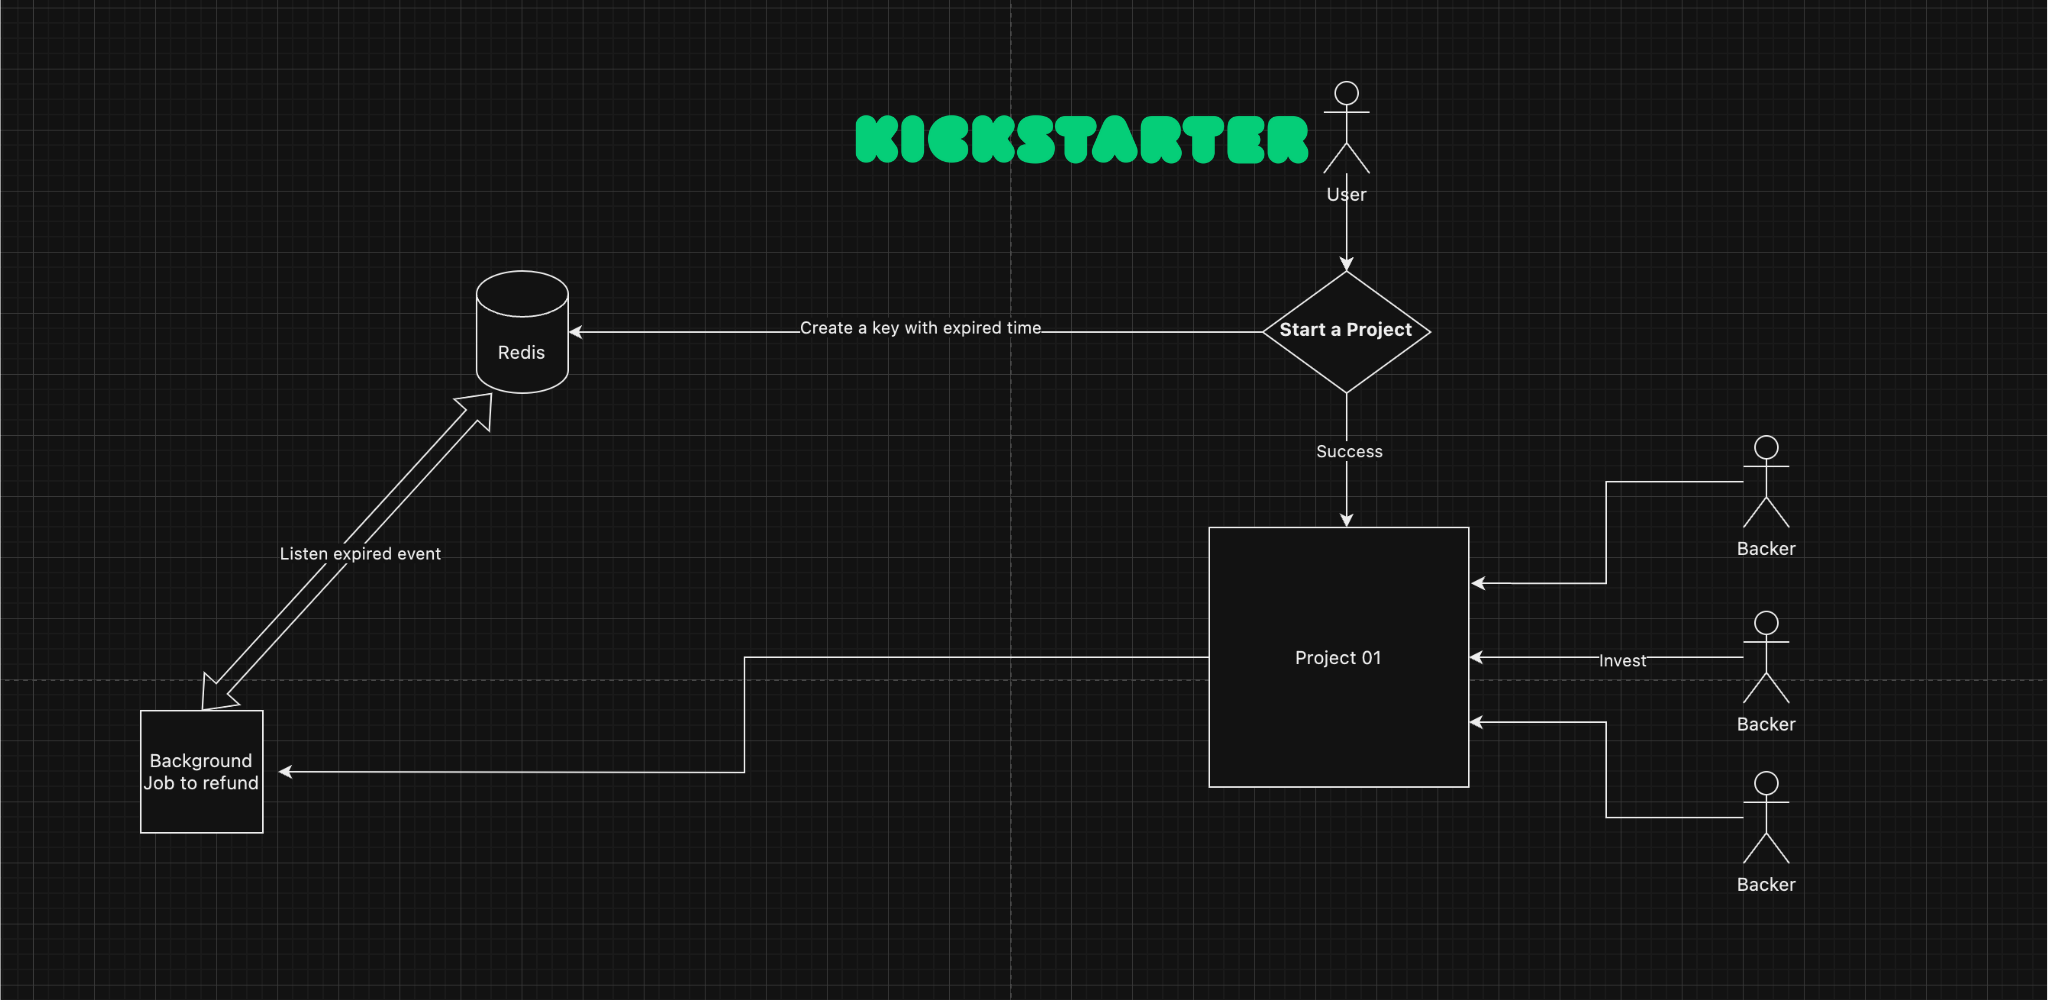 KICKSTARTER
User
Start a Project
Create a key with expired time
Redis
Success
Listen expired event
Backer
Project 01
Invest
Backer
Background
Job to refund
Backer